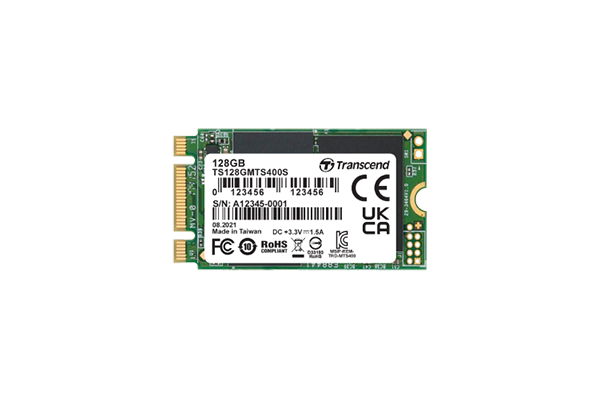 128GB
TS128GMTS400S
Transcend
0 123456 123456
S/N: A12345-0001
08.2021
Made in Taiwan
DC +3.3V⎓1.5A
CE
UK
CA
FC
10
RoHS
COMPLIANT
D33193
RoHS
MSIP-REM-
TRD-MTS400